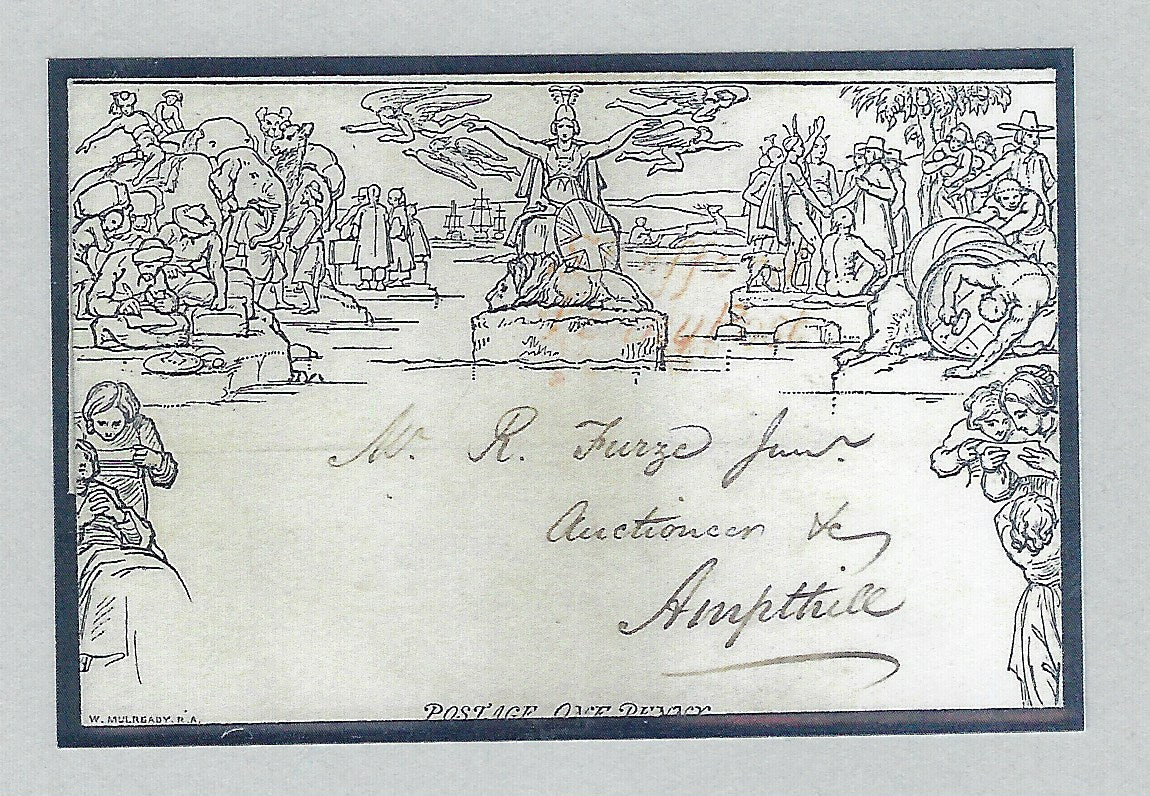 Mr. R. Furze Junr.
Auctioneer &c
Ampthill
W. MULREADY. R.A.
POSTAGE ONE PENNY